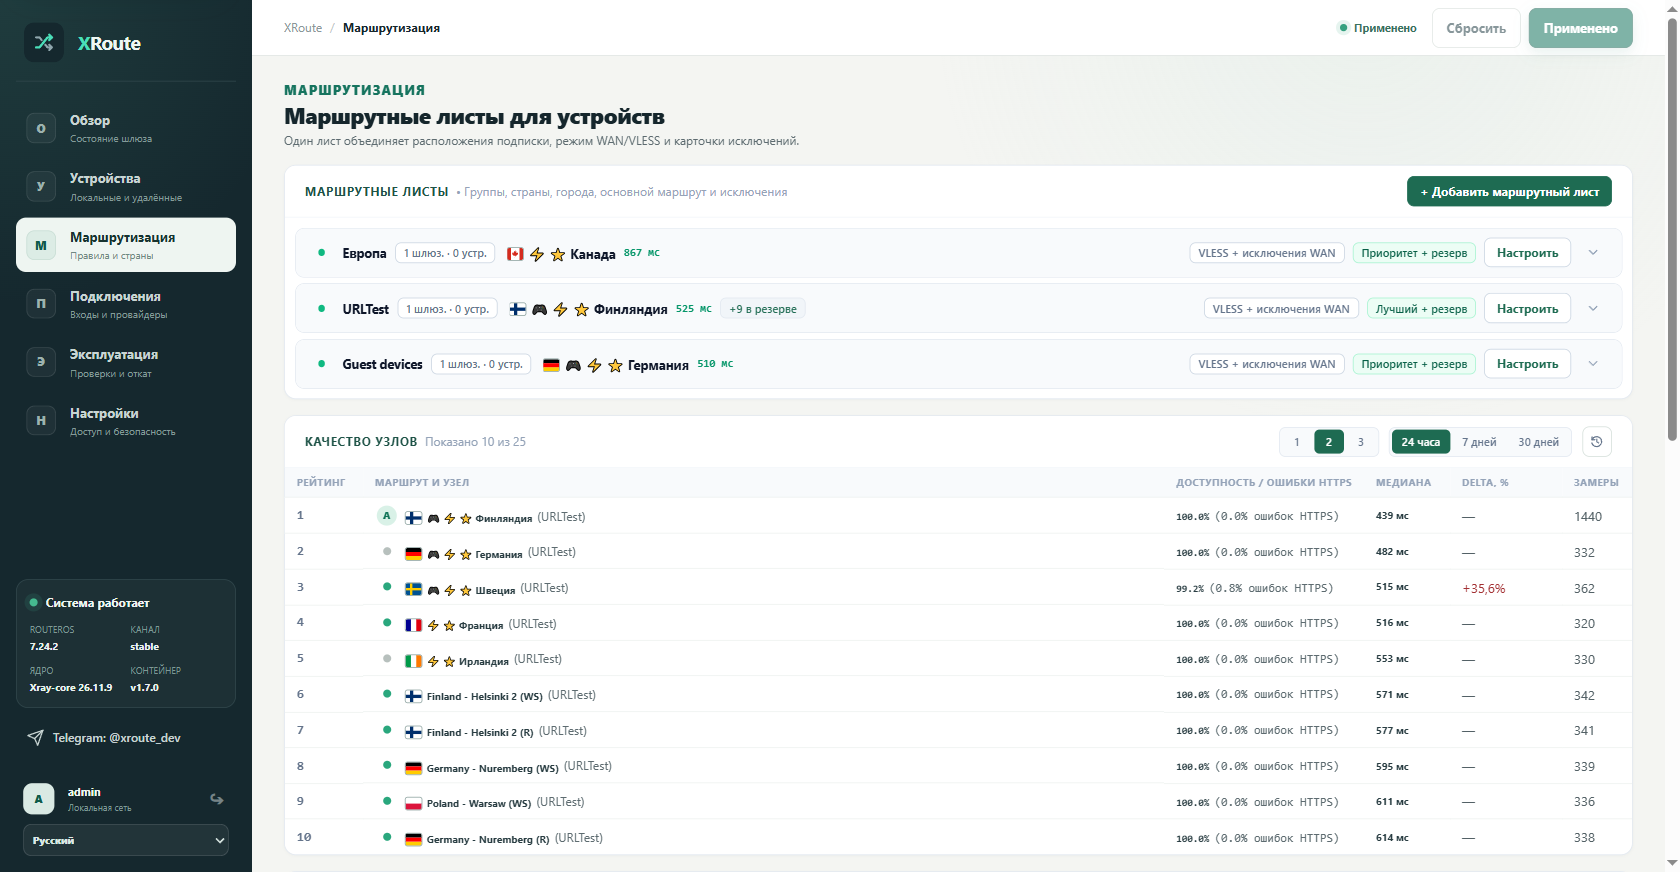 XRoute
О Обзор
Состояние шлюза
У Устройства
Локальные и удалённые
М Маршрутизация
Правила и страны
П Подключения
Входы и провайдеры
Э Эксплуатация
Проверки и откат
Н Настройки
Доступ и безопасность
Система работает
ROUTEROS КАНАЛ
7.24.2 stable
ЯДРО КОНТЕЙНЕР
Xray-core 26.11.9 v1.7.0
Telegram: @xroute_dev
A admin
Локальная сеть
Русский
XRoute / Маршрутизация
Применено Сбросить Применено
МАРШРУТИЗАЦИЯ
Маршрутные листы для устройств
Один лист объединяет расположения подписки, режим WAN/VLESS и карточки исключений.
МАРШРУТНЫЕ ЛИСТЫ • Группы, страны, города, основной маршрут и исключения + Добавить маршрутный лист
Европа 1 шлюз. · 0 устр. Канада 867 мс VLESS + исключения WAN Приоритет + резерв Настроить
URLTest 1 шлюз. · 0 устр. Финляндия 525 мс +9 в резерве VLESS + исключения WAN Лучший + резерв Настроить
Guest devices 1 шлюз. · 0 устр. Германия 510 мс VLESS + исключения WAN Приоритет + резерв Настроить
КАЧЕСТВО УЗЛОВ Показано 10 из 25 1 2 3 24 часа 7 дней 30 дней
РЕЙТИНГ МАРШРУТ И УЗЕЛ ДОСТУПНОСТЬ / ОШИБКИ HTTPS МЕДИАНА DELTA, % ЗАМЕРЫ
1 A Финляндия (URLTest) 100.0% (0.0% ошибок HTTPS) 439 мс — 1440
2 Германия (URLTest) 100.0% (0.0% ошибок HTTPS) 482 мс — 332
3 Швеция (URLTest) 99.2% (0.8% ошибок HTTPS) 515 мс +35,6% 362
4 Франция (URLTest) 100.0% (0.0% ошибок HTTPS) 516 мс — 320
5 Ирландия (URLTest) 100.0% (0.0% ошибок HTTPS) 553 мс — 330
6 Finland - Helsinki 2 (WS) (URLTest) 100.0% (0.0% ошибок HTTPS) 571 мс — 342
7 Finland - Helsinki 2 (R) (URLTest) 100.0% (0.0% ошибок HTTPS) 577 мс — 341
8 Germany - Nuremberg (WS) (URLTest) 100.0% (0.0% ошибок HTTPS) 595 мс — 339
9 Poland - Warsaw (WS) (URLTest) 100.0% (0.0% ошибок HTTPS) 611 мс — 336
10 Germany - Nuremberg (R) (URLTest) 100.0% (0.0% ошибок HTTPS) 614 мс — 338